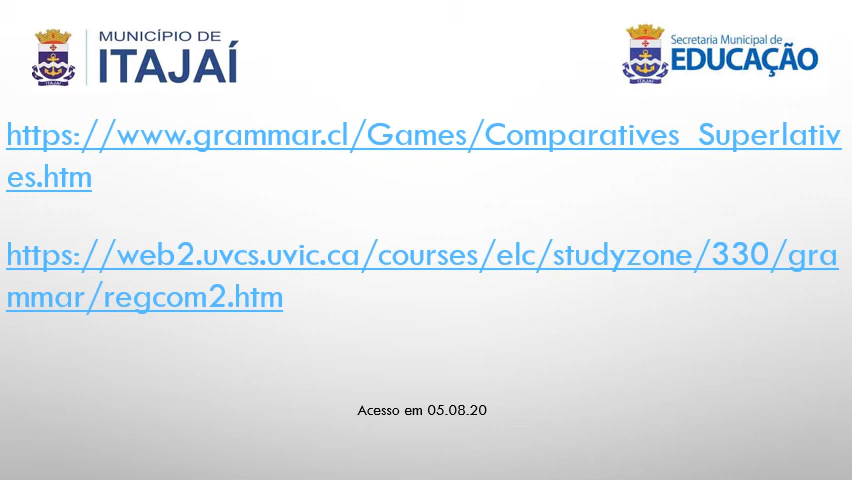 MUNICÍPIO DE
ITAJAÍ
Secretaria Municipal de
EDUCAÇÃO
https://www.grammar.cl/Games/Comparatives_Superlativ
es.htm
https://web2.uvcs.uvic.ca/courses/elc/studyzone/330/gra
mmar/regcom2.htm
Acesso em 05.08.20